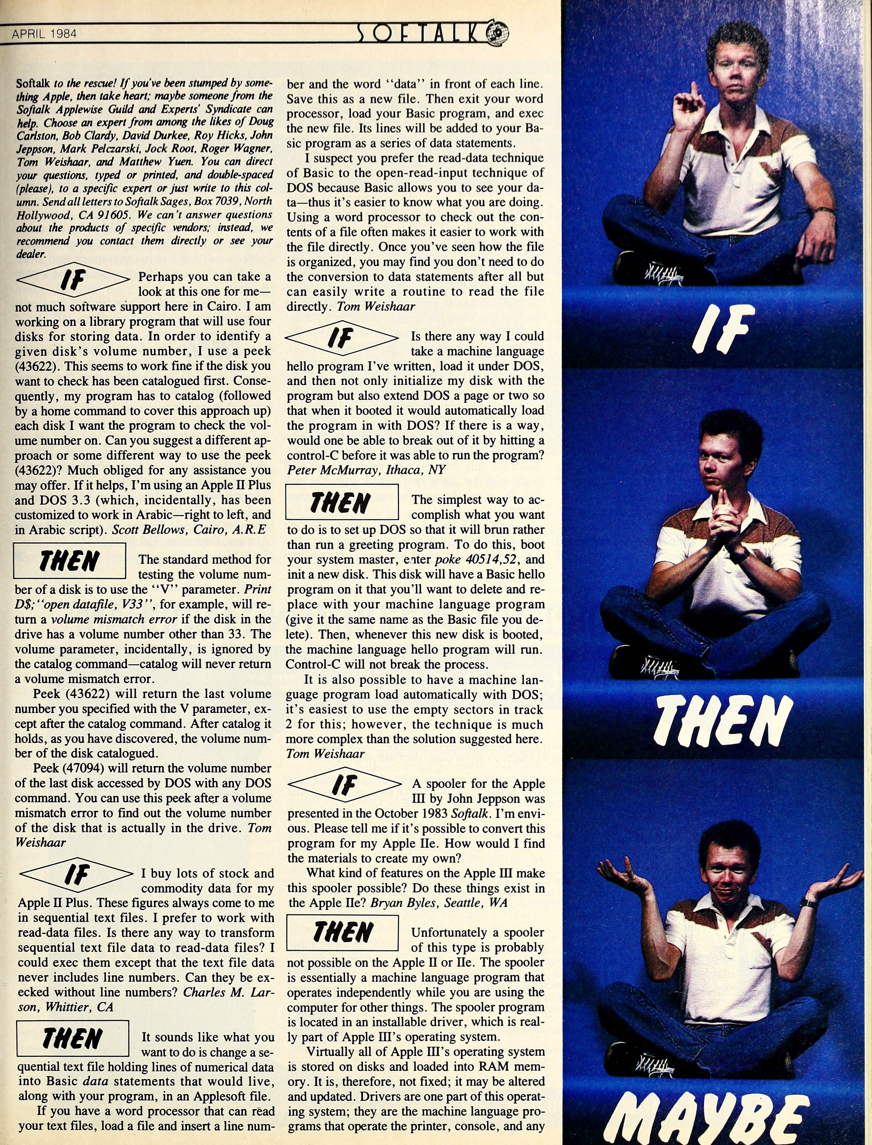 APRIL 1984
SOFTALK
Softalk to the rescue! If you've been stumped by some-
thing Apple, then take heart; maybe someone from the
Softalk Applewise Guild and Experts' Syndicate can
help. Choose an expert from among the likes of Doug
Carlston, Bob Clardy, David Durkee, Roy Hicks, John
Jeppson, Mark Pelczarski, Jock Root, Roger Wagner,
Tom Weishaar, and Matthew Yuen. You can direct
your questions, typed or printed, and double-spaced
(please), to a specific expert or just write to this col-
umn. Send all letters to Softalk Sages, Box 7039, North
Hollywood, CA 91605. We can't answer questions
about the products of specific vendors; instead, we
recommend you contact them directly or see your
dealer.
IF
Perhaps you can take a
look at this one for me—
not much software support here in Cairo. I am
working on a library program that will use four
disks for storing data. In order to identify a
given disk's volume number, I use a peek
(43622). This seems to work fine if the disk you
want to check has been catalogued first. Conse-
quently, my program has to catalog (followed
by a home command to cover this approach up)
each disk I want the program to check the vol-
ume number on. Can you suggest a different ap-
proach or some different way to use the peek
(43622)? Much obliged for any assistance you
may offer. If it helps, I'm using an Apple II Plus
and DOS 3.3 (which, incidentally, has been
customized to work in Arabic—right to left, and
in Arabic script). Scott Bellows, Cairo, A.R.E
THEN
The standard method for
testing the volume num-
ber of a disk is to use the "V" parameter. Print
D$;"open datafile, V33", for example, will re-
turn a volume mismatch error if the disk in the
drive has a volume number other than 33. The
volume parameter, incidentally, is ignored by
the catalog command—catalog will never return
a volume mismatch error.
Peek (43622) will return the last volume
number you specified with the V parameter, ex-
cept after the catalog command. After catalog it
holds, as you have discovered, the volume num-
ber of the disk catalogued.
Peek (47094) will return the volume number
of the last disk accessed by DOS with any DOS
command. You can use this peek after a volume
mismatch error to find out the volume number
of the disk that is actually in the drive. Tom
Weishaar
IF
I buy lots of stock and
commodity data for my
Apple II Plus. These figures always come to me
in sequential text files. I prefer to work with
read-data files. Is there any way to transform
sequential text file data to read-data files? I
could exec them except that the text file data
never includes line numbers. Can they be ex-
ecked without line numbers? Charles M. Lar-
son, Whittier, CA
THEN
It sounds like what you
want to do is change a se-
quential text file holding lines of numerical data
into Basic data statements that would live,
along with your program, in an Applesoft file.
If you have a word processor that can read
your text files, load a file and insert a line num-
ber and the word "data" in front of each line.
Save this as a new file. Then exit your word
processor, load your Basic program, and exec
the new file. Its lines will be added to your Ba-
sic program as a series of data statements.
I suspect you prefer the read-data technique
of Basic to the open-read-input technique of
DOS because Basic allows you to see your da-
ta—thus it's easier to know what you are doing.
Using a word processor to check out the con-
tents of a file often makes it easier to work with
the file directly. Once you've seen how the file
is organized, you may find you don't need to do
the conversion to data statements after all but
can easily write a routine to read the file
directly. Tom Weishaar
IF
Is there any way I could
take a machine language
hello program I've written, load it under DOS,
and then not only initialize my disk with the
program but also extend DOS a page or two so
that when it booted it would automatically load
the program in with DOS? If there is a way,
would one be able to break out of it by hitting a
control-C before it was able to run the program?
Peter McMurray, Ithaca, NY
THEN
The simplest way to ac-
complish what you want
to do is to set up DOS so that it will brun rather
than run a greeting program. To do this, boot
your system master, enter poke 40514,52, and
init a new disk. This disk will have a Basic hello
program on it that you'll want to delete and re-
place with your machine language program
(give it the same name as the Basic file you de-
lete). Then, whenever this new disk is booted,
the machine language hello program will run.
Control-C will not break the process.
It is also possible to have a machine lan-
guage program load automatically with DOS;
it's easiest to use the empty sectors in track
2 for this; however, the technique is much
more complex than the solution suggested here.
Tom Weishaar
IF
A spooler for the Apple
III by John Jeppson was
presented in the October 1983 Softalk. I'm envi-
ous. Please tell me if it's possible to convert this
program for my Apple IIe. How would I find
the materials to create my own?
What kind of features on the Apple III make
this spooler possible? Do these things exist in
the Apple IIe? Bryan Byles, Seattle, WA
THEN
Unfortunately a spooler
of this type is probably
not possible on the Apple II or IIe. The spooler
is essentially a machine language program that
operates independently while you are using the
computer for other things. The spooler program
is located in an installable driver, which is real-
ly part of Apple III's operating system.
Virtually all of Apple III's operating system
is stored on disks and loaded into RAM mem-
ory. It is, therefore, not fixed; it may be altered
and updated. Drivers are one part of this operat-
ing system; they are the machine language pro-
grams that operate the printer, console, and any
IF
THEN
MAYBE